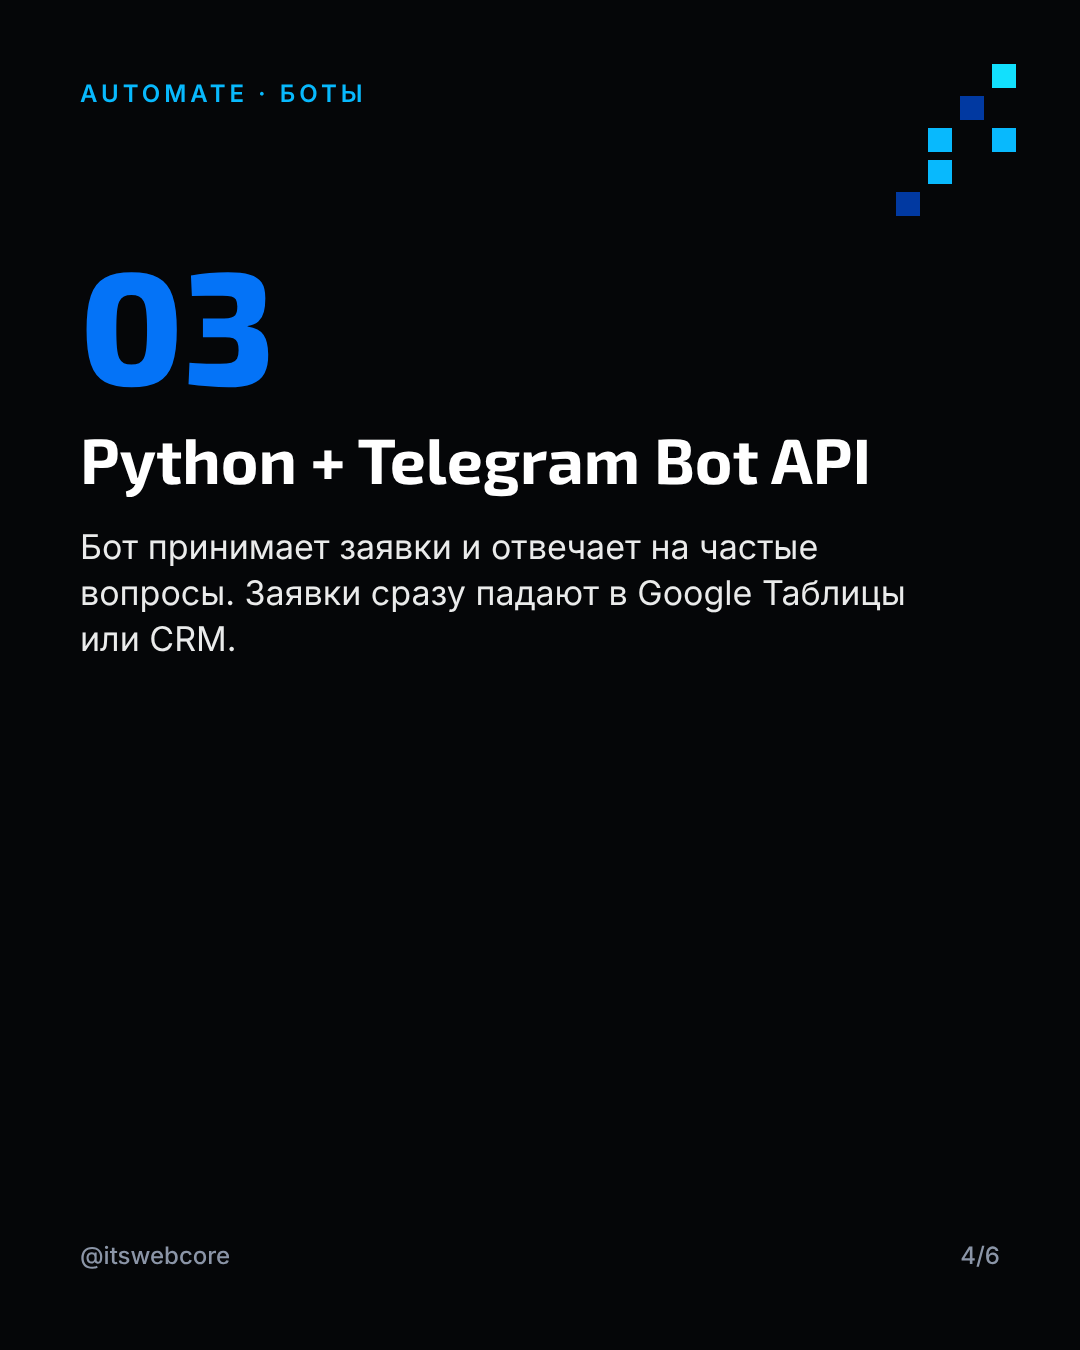 AUTOMATE · БОТЫ
03
Python + Telegram Bot API
Бот принимает заявки и отвечает на частые
вопросы. Заявки сразу падают в Google Таблицы
или CRM.
@itswebcore
4/6